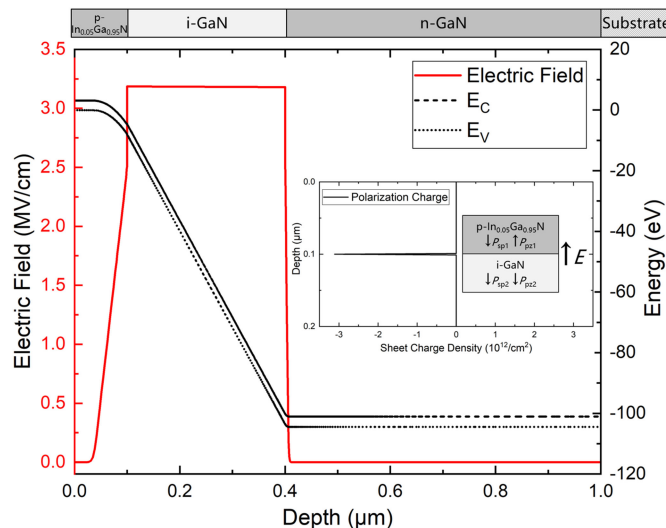 p-
In0.05Ga0.95N
i-GaN
n-GaN
Substrate
Electric Field
EC
EV
Electric Field (MV/cm)
3.5
3.0
2.5
2.0
1.5
1.0
0.5
0.0
20
0
-20
-40
-60
-80
-100
-120
Energy (eV)
0.0 0.2 0.4 0.6 0.8 1.0
Depth (µm)
Polarization Charge
Depth (µm)
0.0
0.1
0.2
-3 -2 -1 0 1 2 3
Sheet Charge Density (10^12/cm^2)
p-In0.05Ga0.95N
↓Psp1 ↑Ppz1
i-GaN
↓Psp2 ↓Ppz2
E